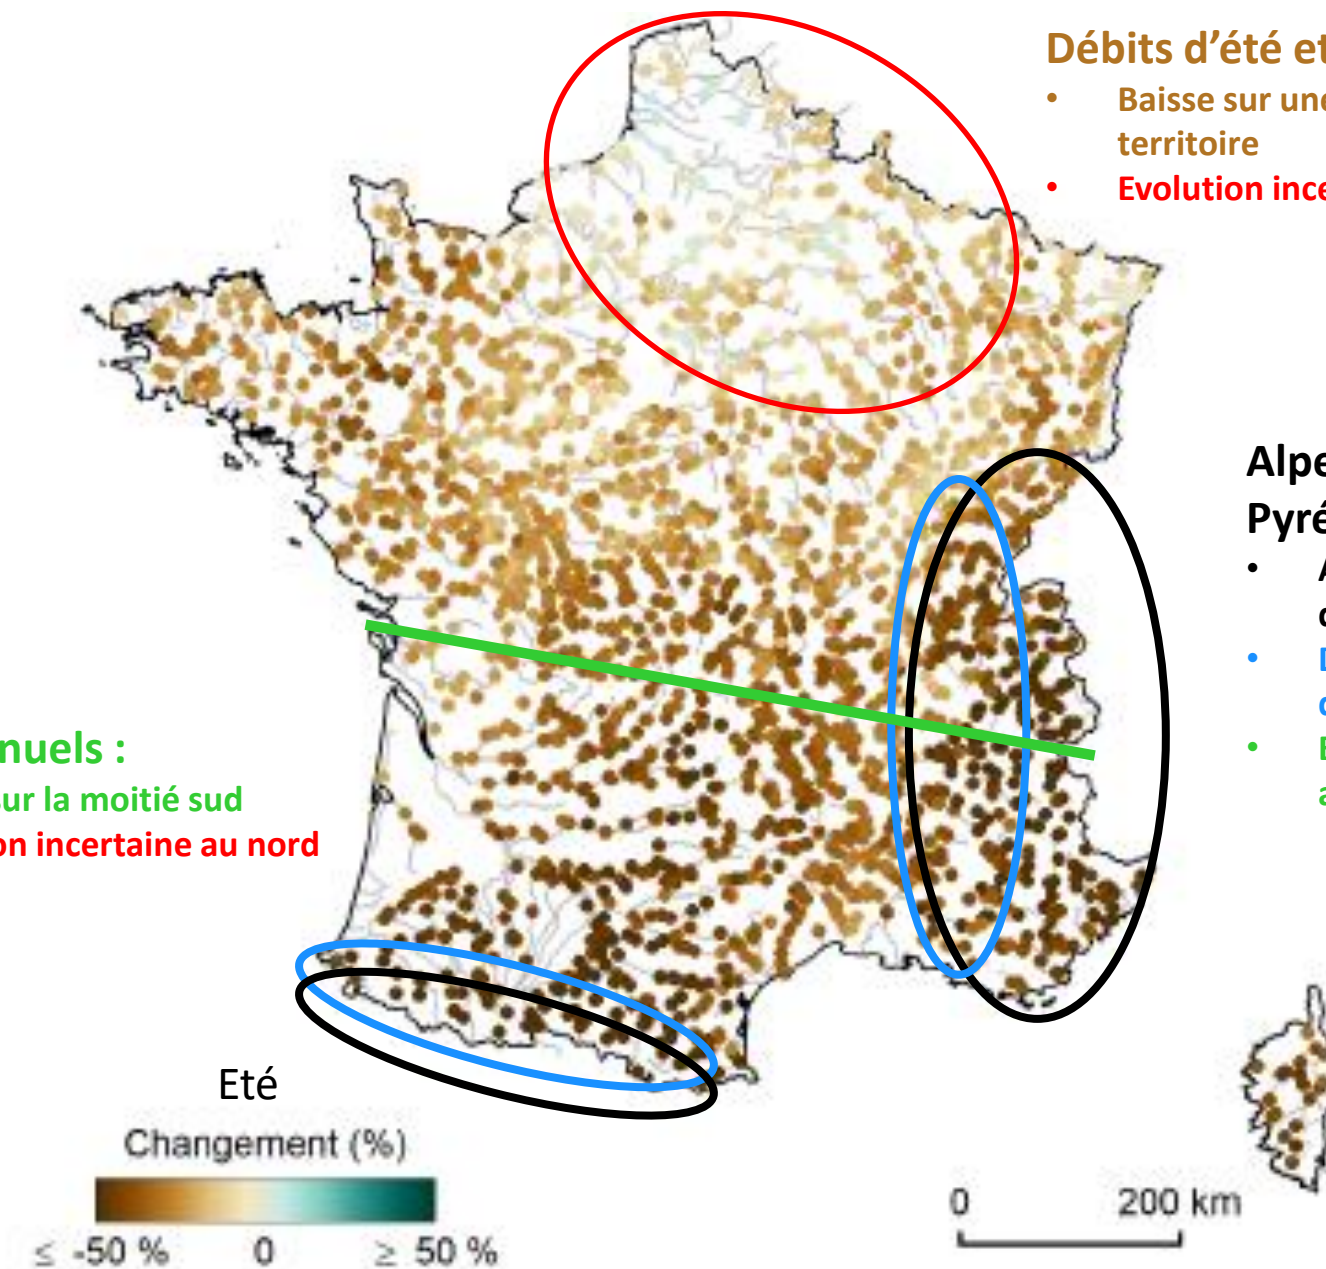 Débits d'été et
• Baisse sur une
territoire
• Evolution ince
Alpe
Pyré
• A
d
• D
c
• B
a
nuels :
sur la moitié sud
on incertaine au nord
Eté
Changement (%)
≤ -50 % 0 ≥ 50 %
0 200 km